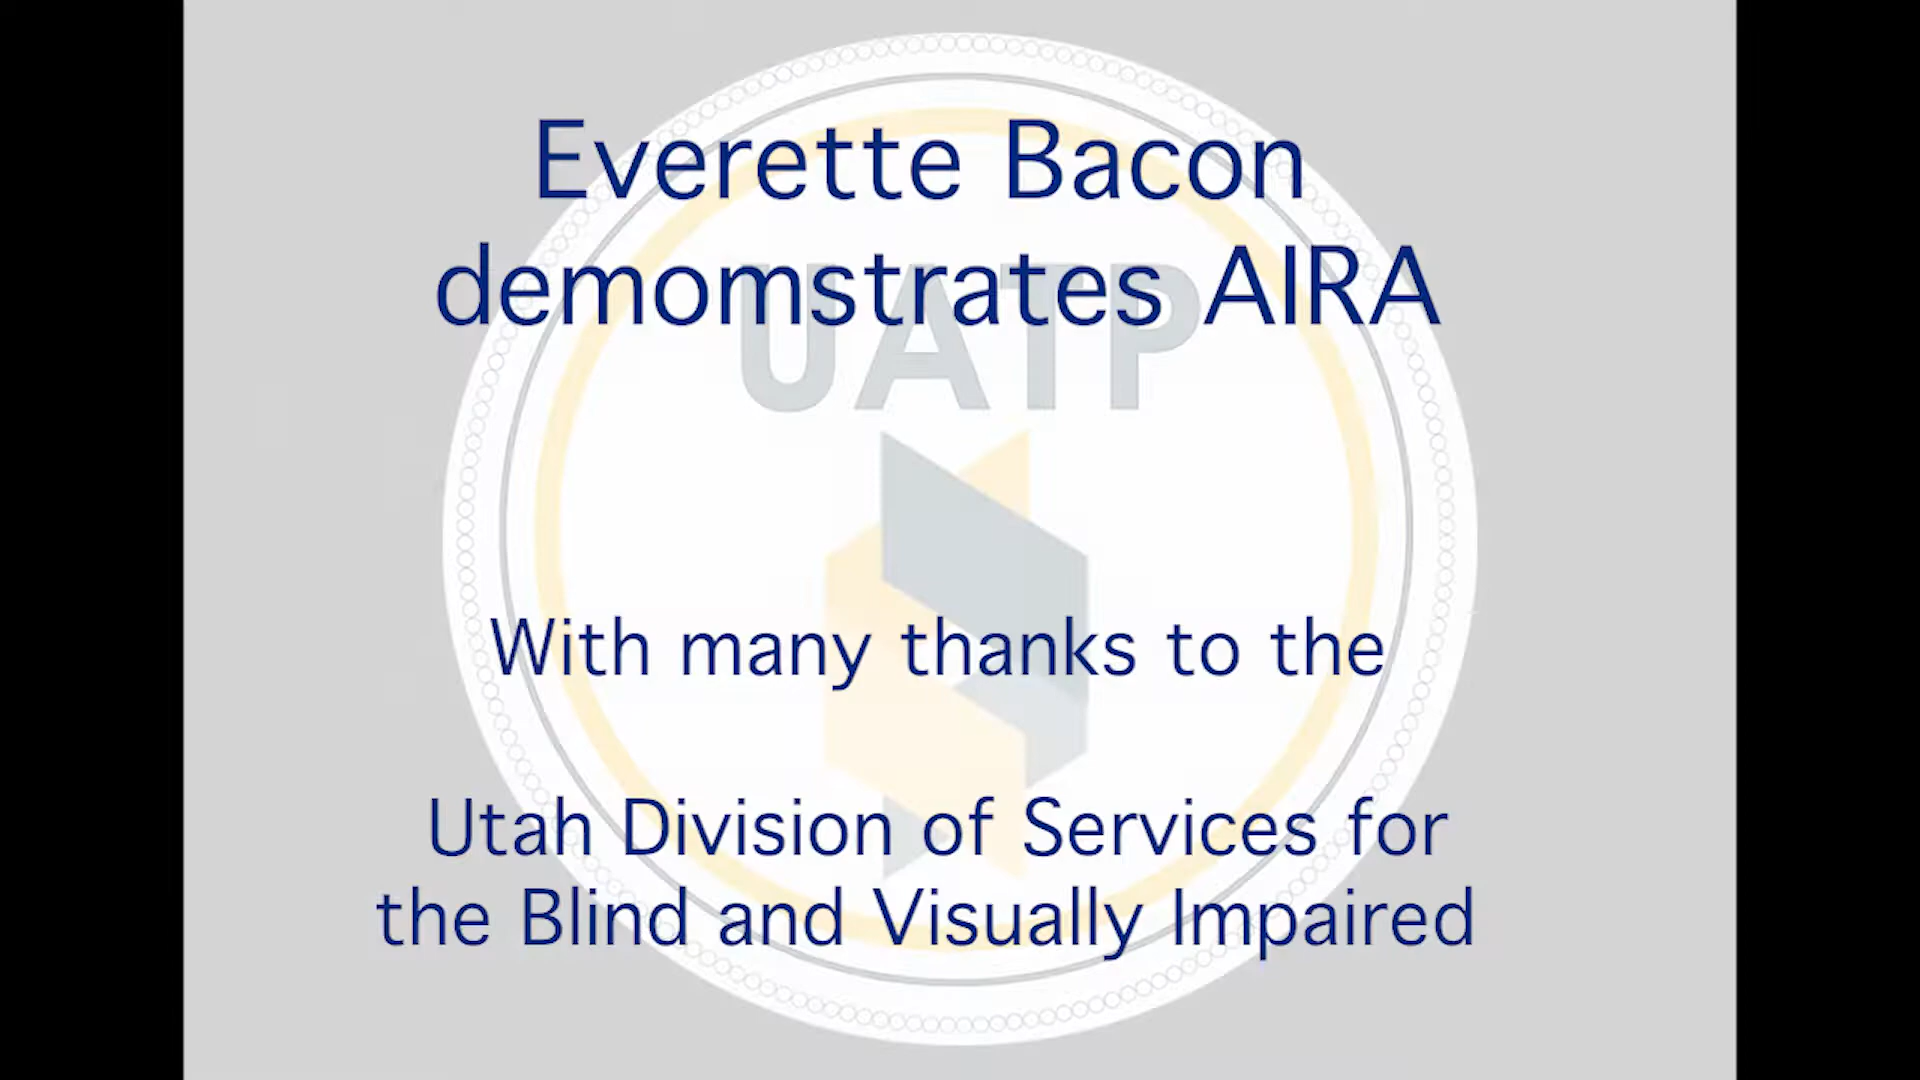 Everette Bacon
demomstrates AIRA
UATP
With many thanks to the
Utah Division of Services for
the Blind and Visually Impaired